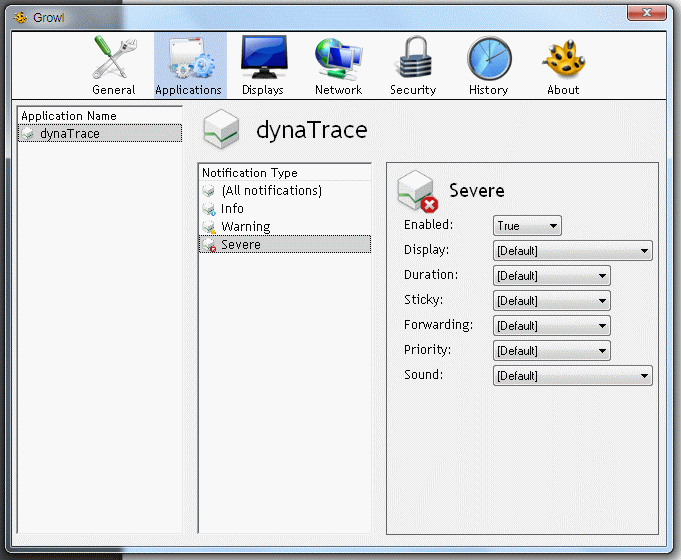 Growl
General Applications Displays Network Security History About
Application Name
dynaTrace
dynaTrace
Notification Type
(All notifications)
Info
Warning
Severe
Severe
Enabled: True
Display: [Default]
Duration: [Default]
Sticky: [Default]
Forwarding: [Default]
Priority: [Default]
Sound: [Default]